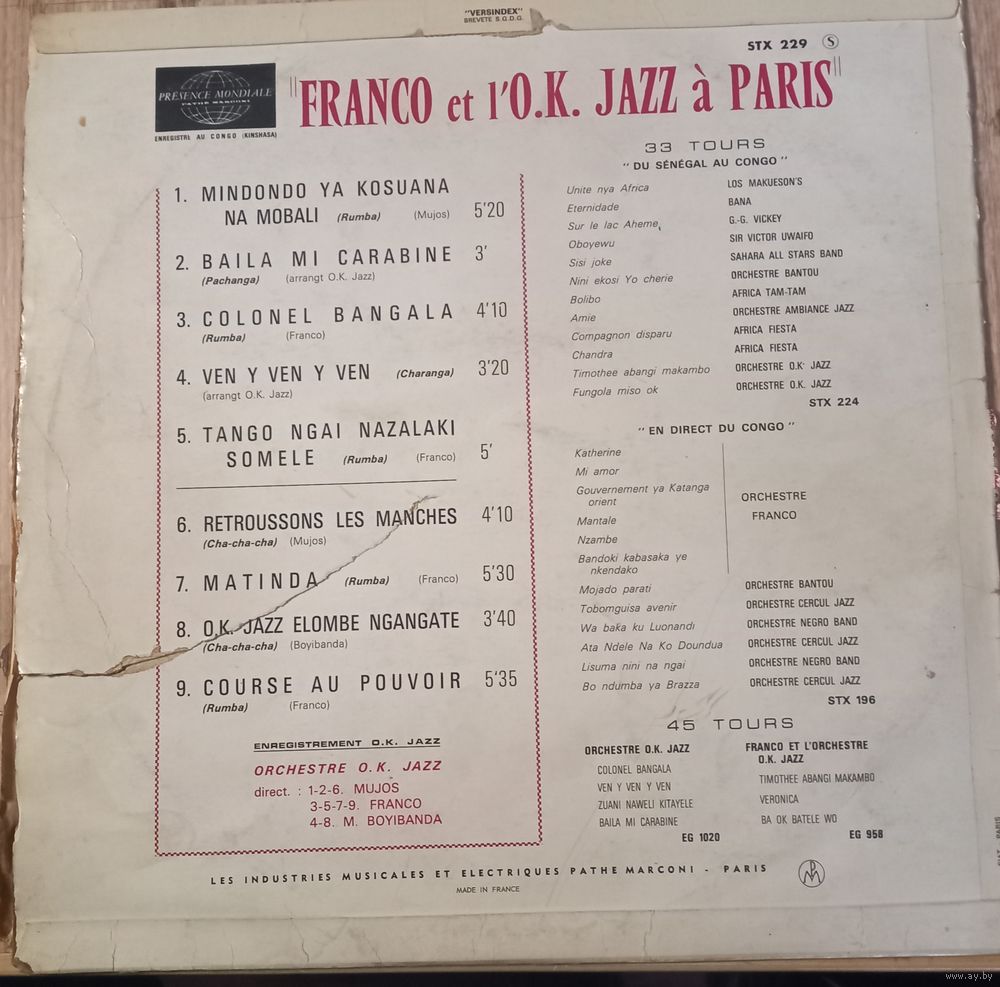 "VERSINDEX"
BREVETÉ S.G.D.G.
STX 229 S
PRÉSENCE MONDIALE
PATHE MARCONI
ENREGISTRÉ AU CONGO (KINSHASA)
"FRANCO et l'O.K. JAZZ à PARIS"
1. MINDONDO YA KOSUANA
NA MOBALI (Rumba) (Mujos) 5'20
2. BAILA MI CARABINE 3'
(Pachanga) (arrangt O.K. Jazz)
3. COLONEL BANGALA 4'10
(Rumba) (Franco)
4. VEN Y VEN Y VEN (Charanga) 3'20
(arrangt O.K. Jazz)
5. TANGO NGAI NAZALAKI
SOMELE (Rumba) (Franco) 5'
6. RETROUSSONS LES MANCHES 4'10
(Cha-cha-cha) (Mujos)
7. MATINDA (Rumba) (Franco) 5'30
8. O.K. JAZZ ELOMBE NGANGATE 3'40
(Cha-cha-cha) (Boyibanda)
9. COURSE AU POUVOIR 5'35
(Rumba) (Franco)
ENREGISTREMENT O.K. JAZZ
ORCHESTRE O.K. JAZZ
direct. : 1-2-6. MUJOS
3-5-7-9. FRANCO
4-8. M. BOYIBANDA
33 TOURS
"DU SÉNÉGAL AU CONGO"
Unite nya Africa LOS MAKUESON'S
Eternidade BANA
Sur le lac Aheme, G.-G. VICKEY
Oboyewu SIR VICTOR UWAIFO
Sisi joke SAHARA ALL STARS BAND
Nini ekosi Yo cherie ORCHESTRE BANTOU
Bolibo AFRICA TAM-TAM
Amie ORCHESTRE AMBIANCE JAZZ
Compagnon disparu AFRICA FIESTA
Chandra AFRICA FIESTA
Timothee abangi makambo ORCHESTRE O.K' JAZZ
Fungola miso ok ORCHESTRE O.K. JAZZ
STX 224
"EN DIRECT DU CONGO"
Katherine
Mi amor
Gouvernement ya Katanga
orient
Mantale
Nzambe
Bandoki kabasaka ye
nkendako
ORCHESTRE
FRANCO
Mojado parati ORCHESTRE BANTOU
Tobomguisa avenir ORCHESTRE CERCUL JAZZ
Wa baka ku Luonandi ORCHESTRE NEGRO BAND
Ata Ndele Na Ko Doundua ORCHESTRE CERCUL JAZZ
Lisuma nini na ngai ORCHESTRE NEGRO BAND
Bo ndumba ya Brazza ORCHESTRE CERCUL JAZZ
STX 196
45 TOURS
ORCHESTRE O.K. JAZZ
COLONEL BANGALA
VEN Y VEN Y VEN
ZUANI NAWELI KITAYELE
BAILA MI CARABINE
EG 1020
FRANCO ET L'ORCHESTRE
O.K. JAZZ
TIMOTHEE ABANGI MAKAMBO
VERONICA
BA OK BATELE WO
EG 958
LES INDUSTRIES MUSICALES ET ELECTRIQUES PATHE MARCONI - PARIS
MADE IN FRANCE
PARIS
www.ay.by